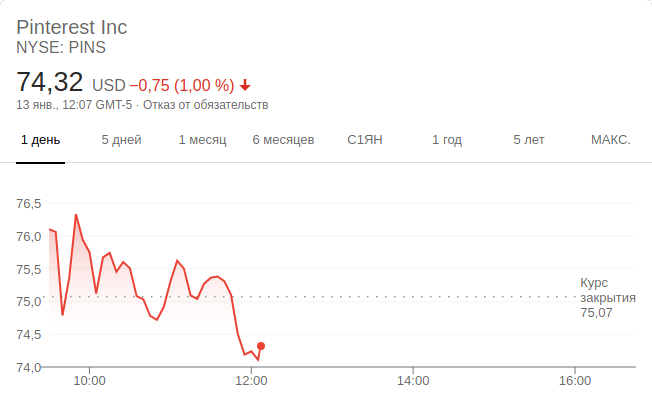 Pinterest Inc
NYSE: PINS
74,32 USD −0,75 (1,00 %)
13 янв., 12:07 GMT-5 · Отказ от обязательств
1 день 5 дней 1 месяц 6 месяцев С1ЯН 1 год 5 лет МАКС.
76,5
76,0
75,5
Курс
закрытия
75,07
75,0
74,5
74,0
10:00 12:00 14:00 16:00